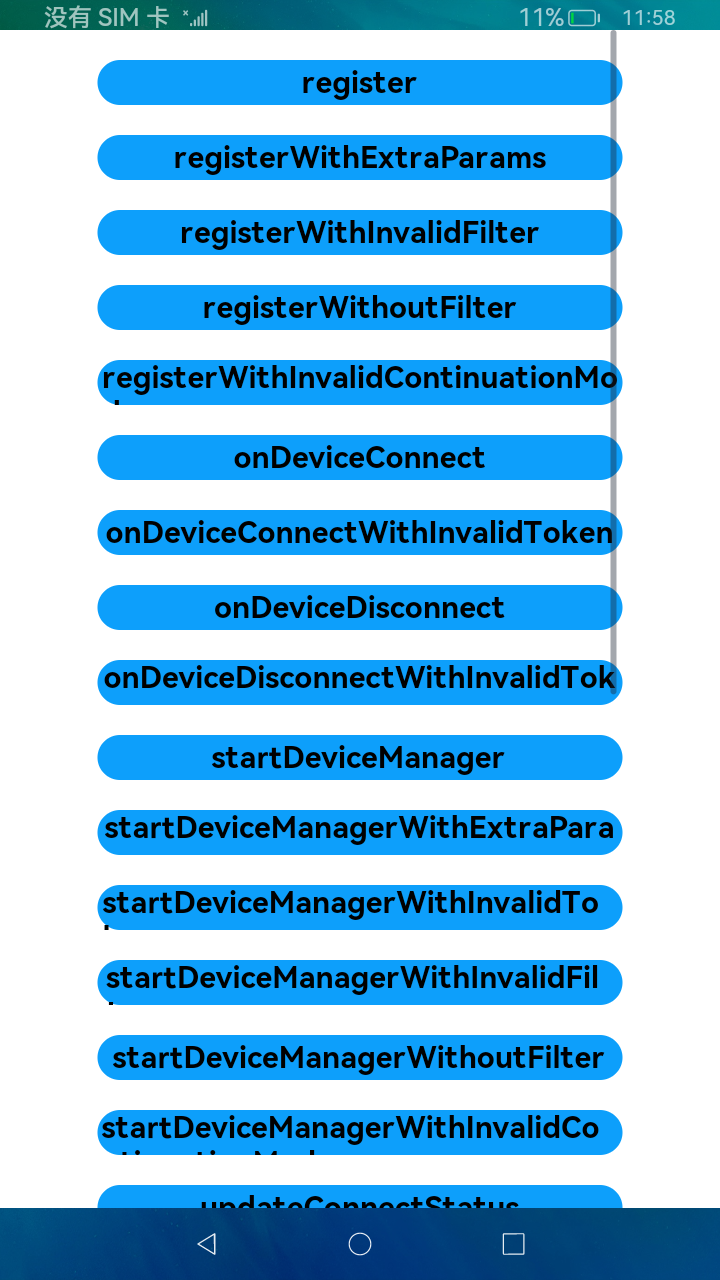 没有 SIM 卡 11% 11:58
register
registerWithExtraParams
registerWithInvalidFilter
registerWithoutFilter
registerWithInvalidContinuationMo
onDeviceConnect
onDeviceConnectWithInvalidToken
onDeviceDisconnect
onDeviceDisconnectWithInvalidTok
startDeviceManager
startDeviceManagerWithExtraPara
startDeviceManagerWithInvalidTo
startDeviceManagerWithInvalidFil
startDeviceManagerWithoutFilter
startDeviceManagerWithInvalidCo
updateConnectStatus